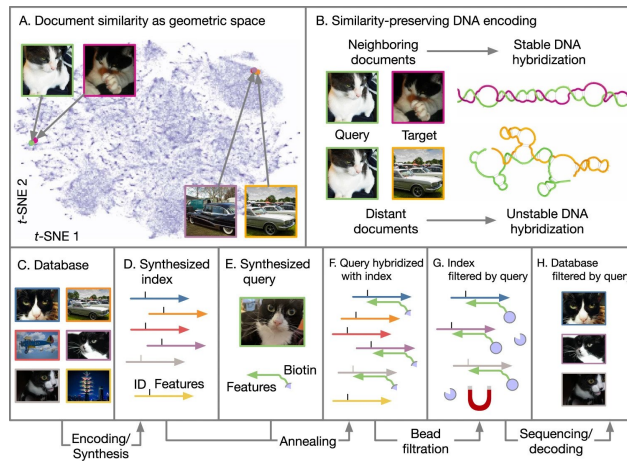 A. Document similarity as geometric space
t-SNE 2
t-SNE 1
B. Similarity-preserving DNA encoding
Neighboring
documents
Stable DNA
hybridization
Query
Target
Distant
documents
Unstable DNA
hybridization
C. Database
D. Synthesized
index
ID
Features
E. Synthesized
query
Biotin
Features
F. Query hybridized
with index
G. Index
filtered by query
H. Database
filtered by query
Encoding/
Synthesis
Annealing
Bead
filtration
Sequencing/
decoding